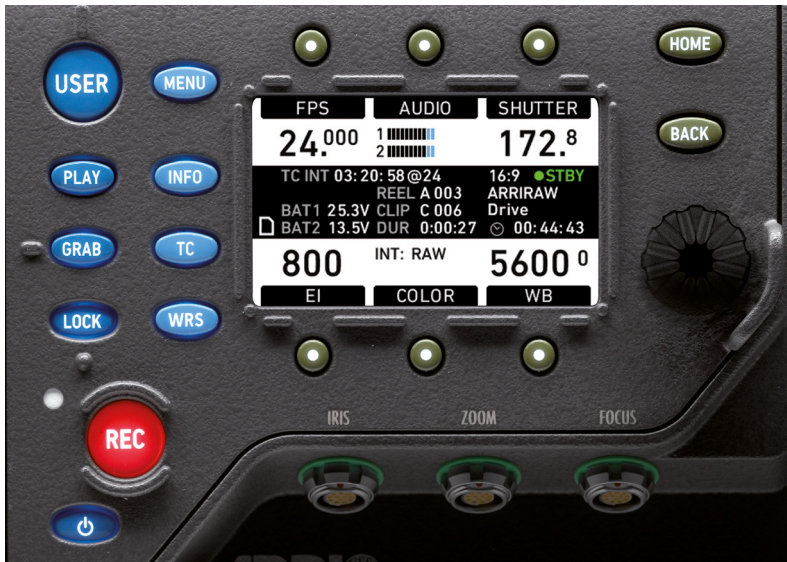 USER
MENU
HOME
BACK
PLAY
INFO
GRAB
TC
LOCK
WRS
REC
FPS AUDIO SHUTTER
24.000 1 172.8
2
TC INT 03:20:58@24 16:9 STBY
REEL A 003 ARRIRAW
BAT1 25.3V CLIP C 006 Drive
BAT2 13.5V DUR 0:00:27 00:44:43
800 INT: RAW 5600 0
EI COLOR WB
IRIS ZOOM FOCUS